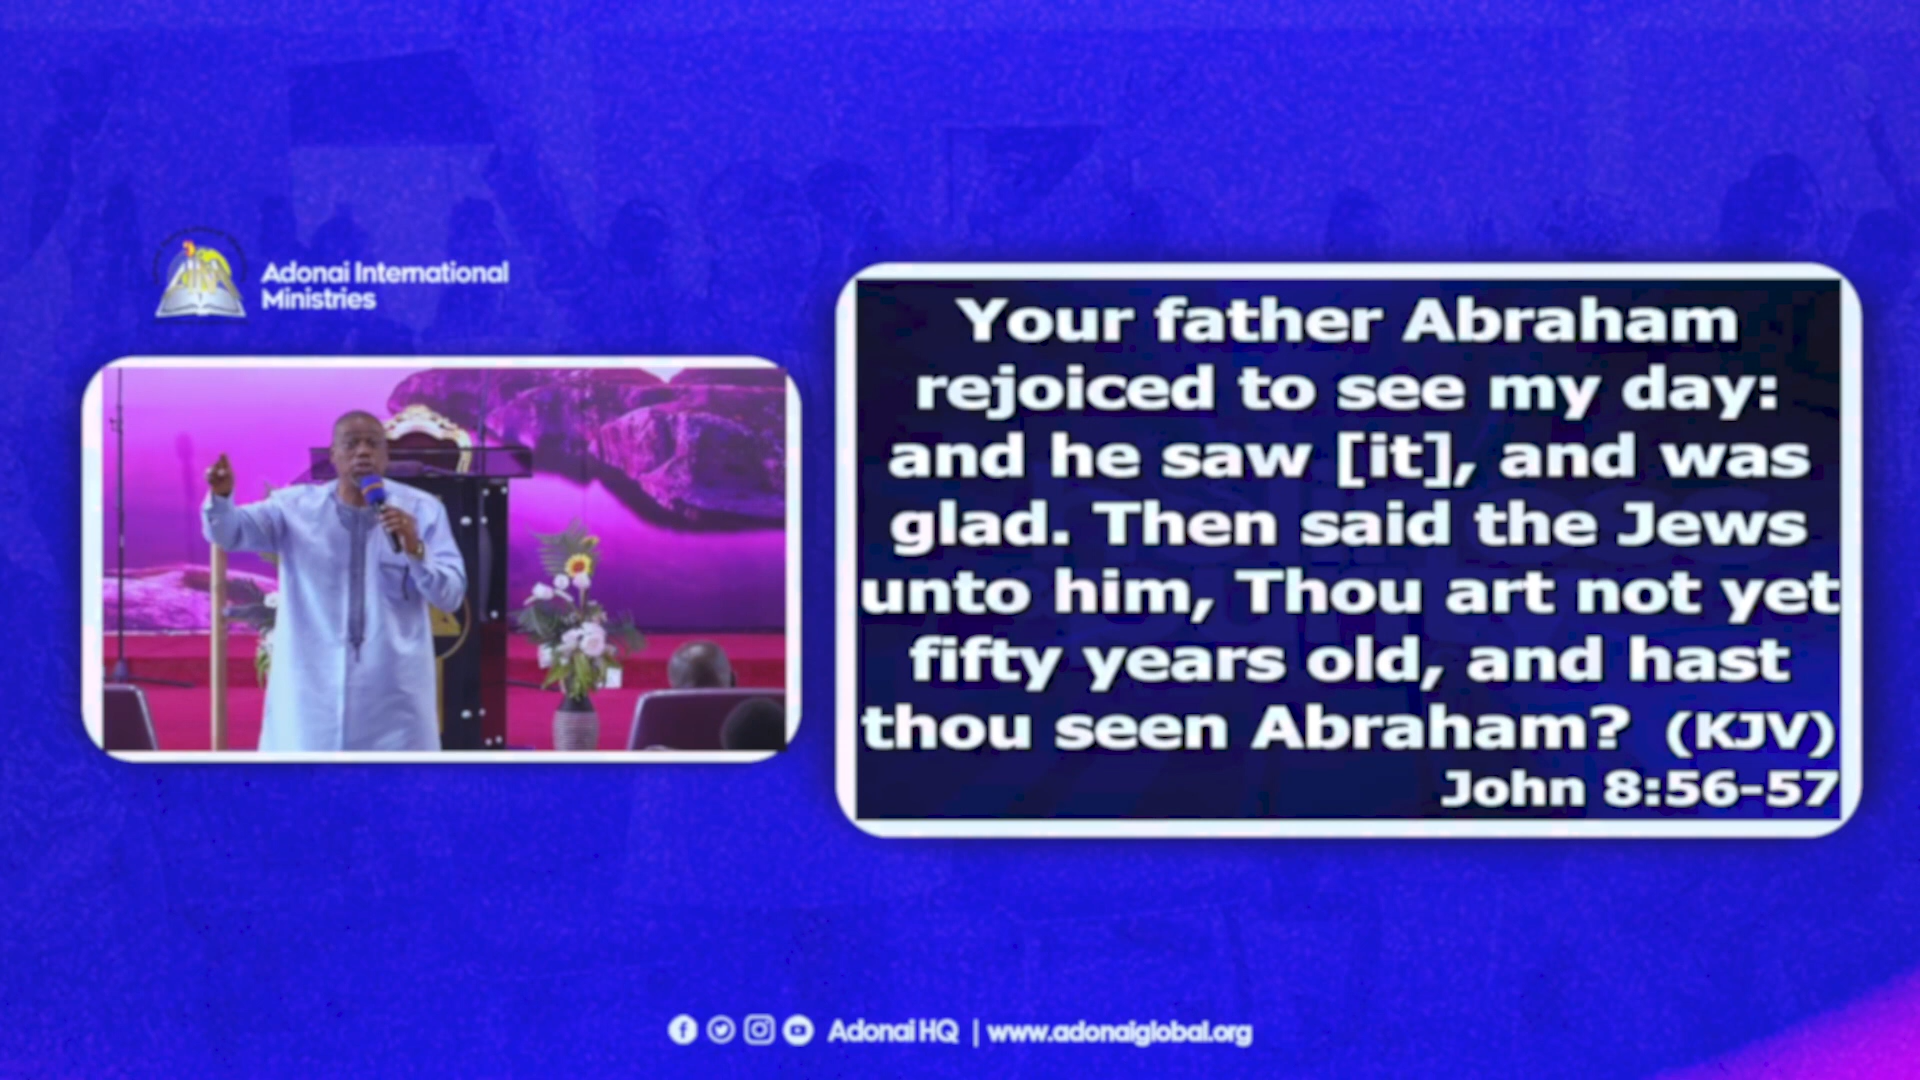 Adonai International
Ministries
Your father Abraham
rejoiced to see my day:
and he saw [it], and was
glad. Then said the Jews
unto him, Thou art not yet
fifty years old, and hast
thou seen Abraham? (KJV)
John 8:56-57
Adonai HQ | www.adonaiglobal.org